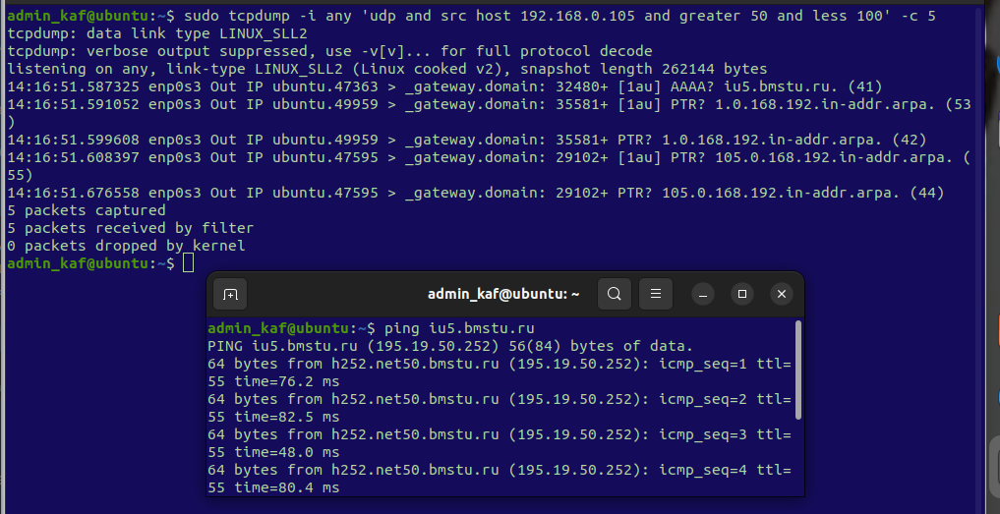 admin_kaf@ubuntu:~$ sudo tcpdump -i any 'udp and src host 192.168.0.105 and greater 50 and less 100' -c 5
tcpdump: data link type LINUX_SLL2
tcpdump: verbose output suppressed, use -v[v]... for full protocol decode
listening on any, link-type LINUX_SLL2 (Linux cooked v2), snapshot length 262144 bytes
14:16:51.587325 enp0s3 Out IP ubuntu.47363 > _gateway.domain: 32480+ [1au] AAAA? iu5.bmstu.ru. (41)
14:16:51.591052 enp0s3 Out IP ubuntu.49959 > _gateway.domain: 35581+ [1au] PTR? 1.0.168.192.in-addr.arpa. (53
)
14:16:51.599608 enp0s3 Out IP ubuntu.49959 > _gateway.domain: 35581+ PTR? 1.0.168.192.in-addr.arpa. (42)
14:16:51.608397 enp0s3 Out IP ubuntu.47595 > _gateway.domain: 29102+ [1au] PTR? 105.0.168.192.in-addr.arpa. (
55)
14:16:51.676558 enp0s3 Out IP ubuntu.47595 > _gateway.domain: 29102+ PTR? 105.0.168.192.in-addr.arpa. (44)
5 packets captured
5 packets received by filter
0 packets dropped by kernel
admin_kaf@ubuntu:~$
admin_kaf@ubuntu: ~
admin_kaf@ubuntu:~$ ping iu5.bmstu.ru
PING iu5.bmstu.ru (195.19.50.252) 56(84) bytes of data.
64 bytes from h252.net50.bmstu.ru (195.19.50.252): icmp_seq=1 ttl=
55 time=76.2 ms
64 bytes from h252.net50.bmstu.ru (195.19.50.252): icmp_seq=2 ttl=
55 time=82.5 ms
64 bytes from h252.net50.bmstu.ru (195.19.50.252): icmp_seq=3 ttl=
55 time=48.0 ms
64 bytes from h252.net50.bmstu.ru (195.19.50.252): icmp_seq=4 ttl=
55 time=80.4 ms